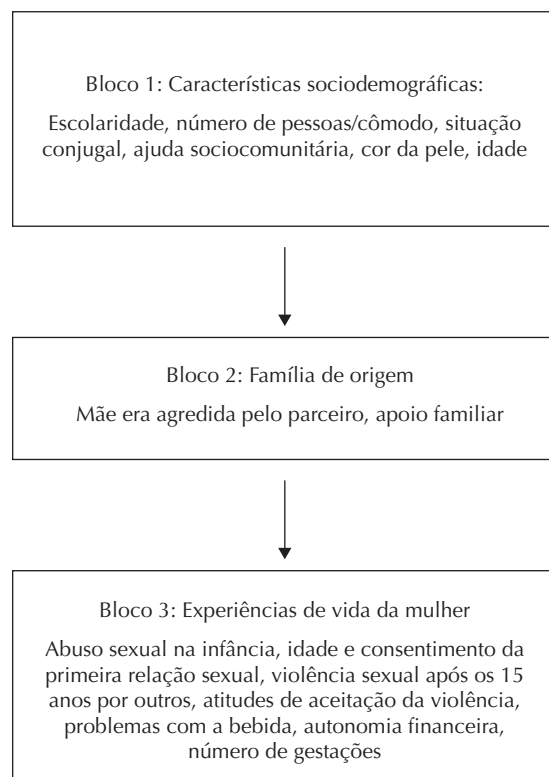 Bloco 1: Características sociodemográficas:
Escolaridade, número de pessoas/cômodo, situação
conjugal, ajuda sociocomunitária, cor da pele, idade
Bloco 2: Família de origem
Mãe era agredida pelo parceiro, apoio familiar
Bloco 3: Experiências de vida da mulher
Abuso sexual na infância, idade e consentimento da
primeira relação sexual, violência sexual após os 15
anos por outros, atitudes de aceitação da violência,
problemas com a bebida, autonomia financeira,
número de gestações